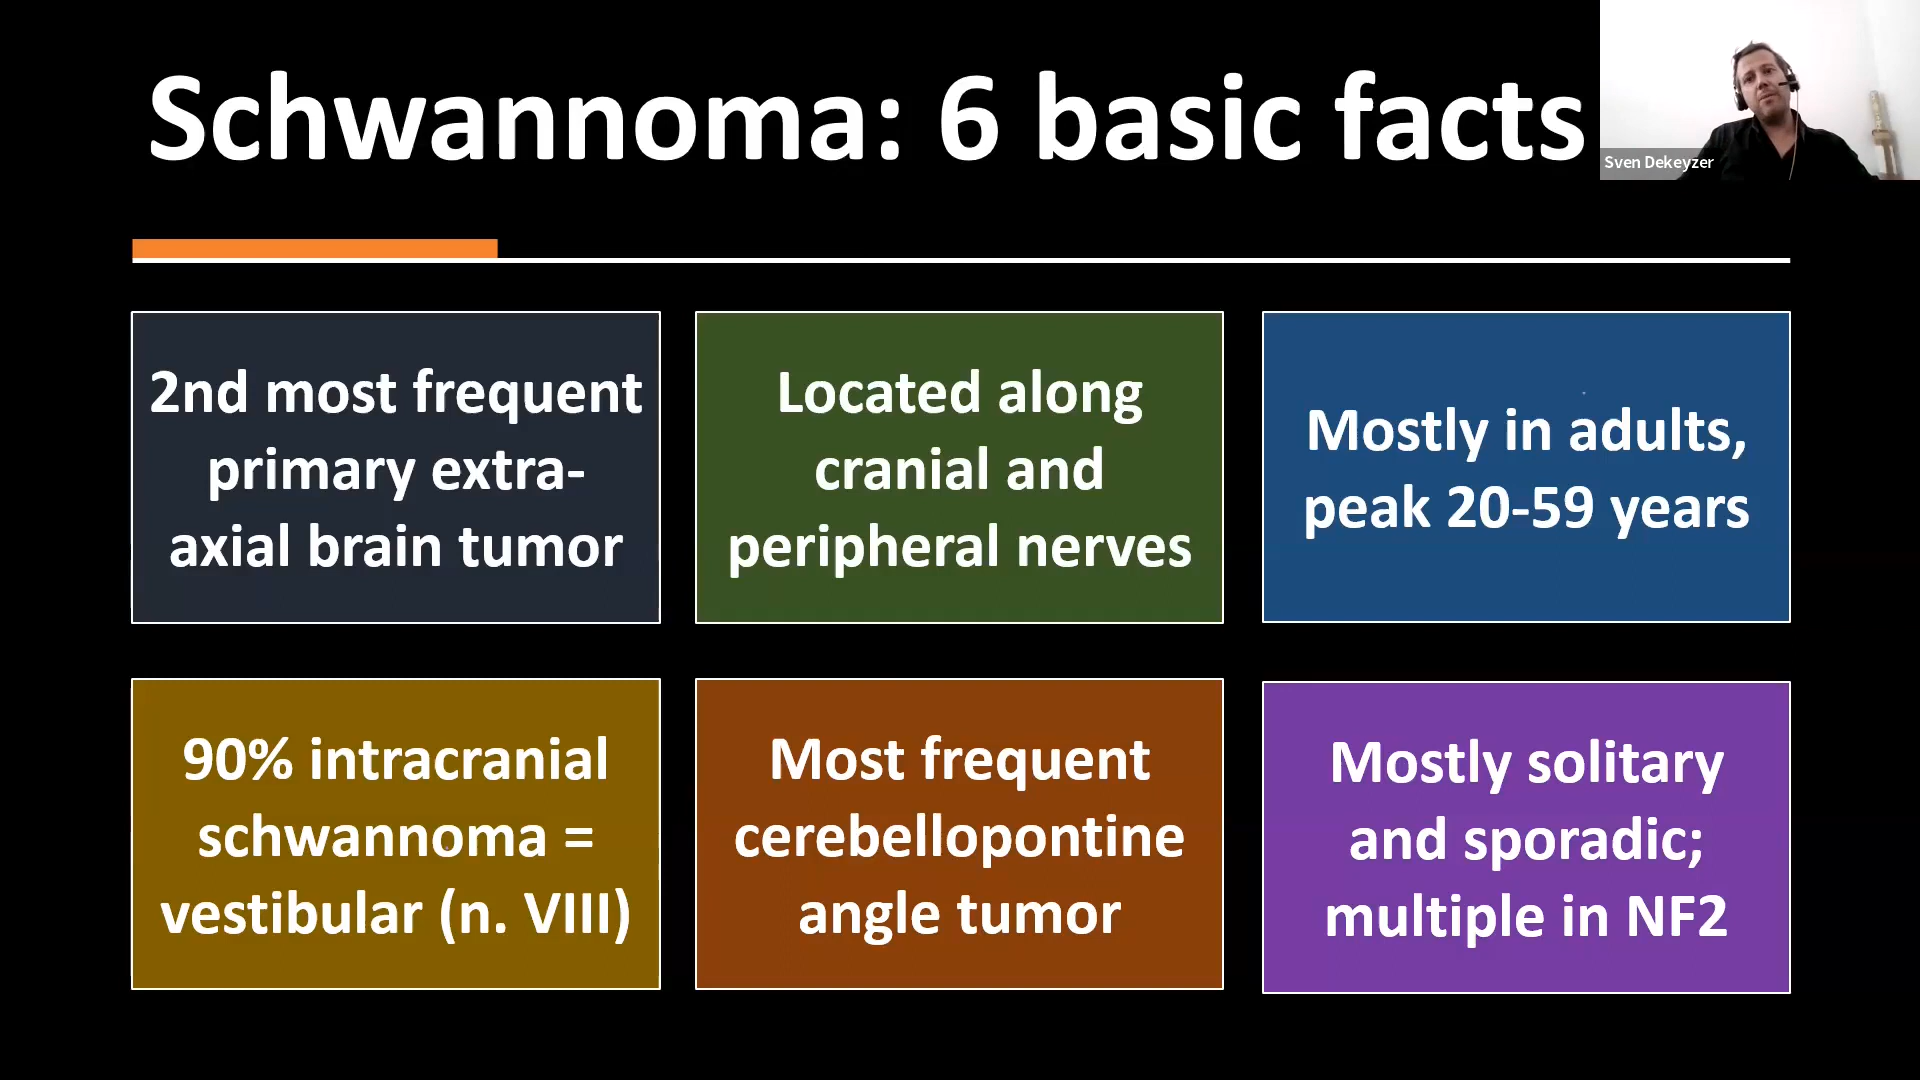 Schwannoma: 6 basic facts
Sven Dekeyzer
2nd most frequent
primary extra-
axial brain tumor
Located along
cranial and
peripheral nerves
Mostly in adults,
peak 20-59 years
90% intracranial
schwannoma =
vestibular (n. VIII)
Most frequent
cerebellopontine
angle tumor
Mostly solitary
and sporadic;
multiple in NF2